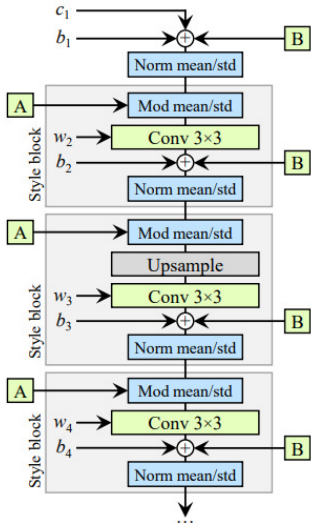 c₁
b₁ + B
Norm mean/std
Style block
A Mod mean/std
w₂ Conv 3×3
b₂ + B
Norm mean/std
Style block
A Mod mean/std
Upsample
w₃ Conv 3×3
b₃ + B
Norm mean/std
Style block
A Mod mean/std
w₄ Conv 3×3
b₄ + B
Norm mean/std
...